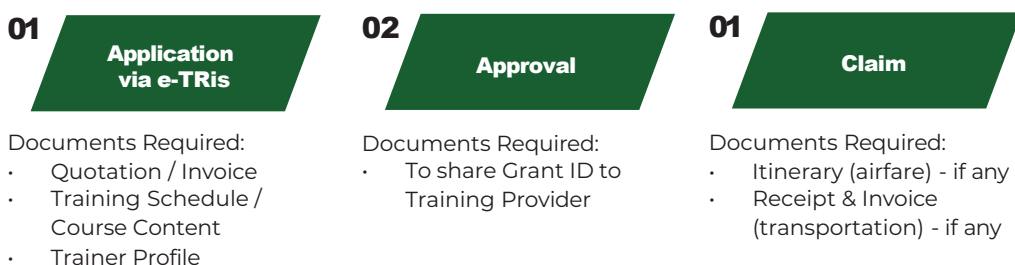 01
Application
via e-TRis
Documents Required:
• Quotation / Invoice
• Training Schedule /
Course Content
• Trainer Profile
02
Approval
Documents Required:
• To share Grant ID to
Training Provider
01
Claim
Documents Required:
• Itinerary (airfare) - if any
• Receipt & Invoice
(transportation) - if any